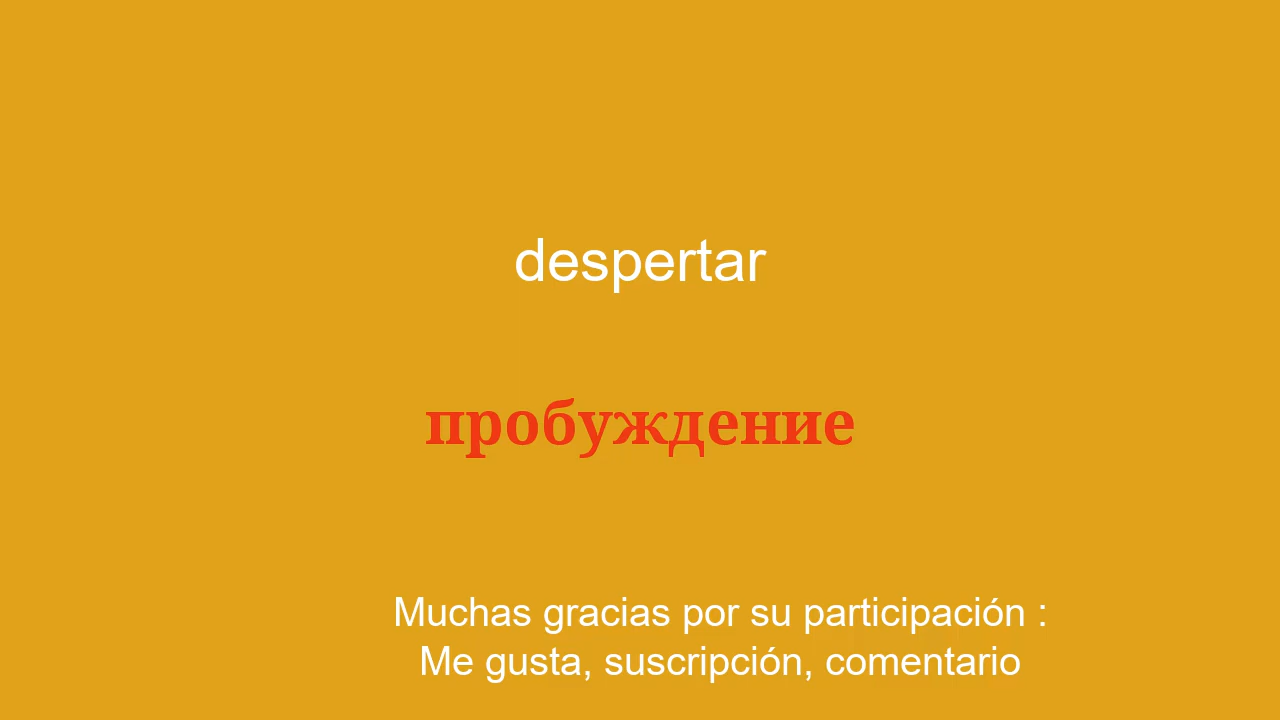 despertar
пробуждение
Muchas gracias por su participación :
Me gusta, suscripción, comentario